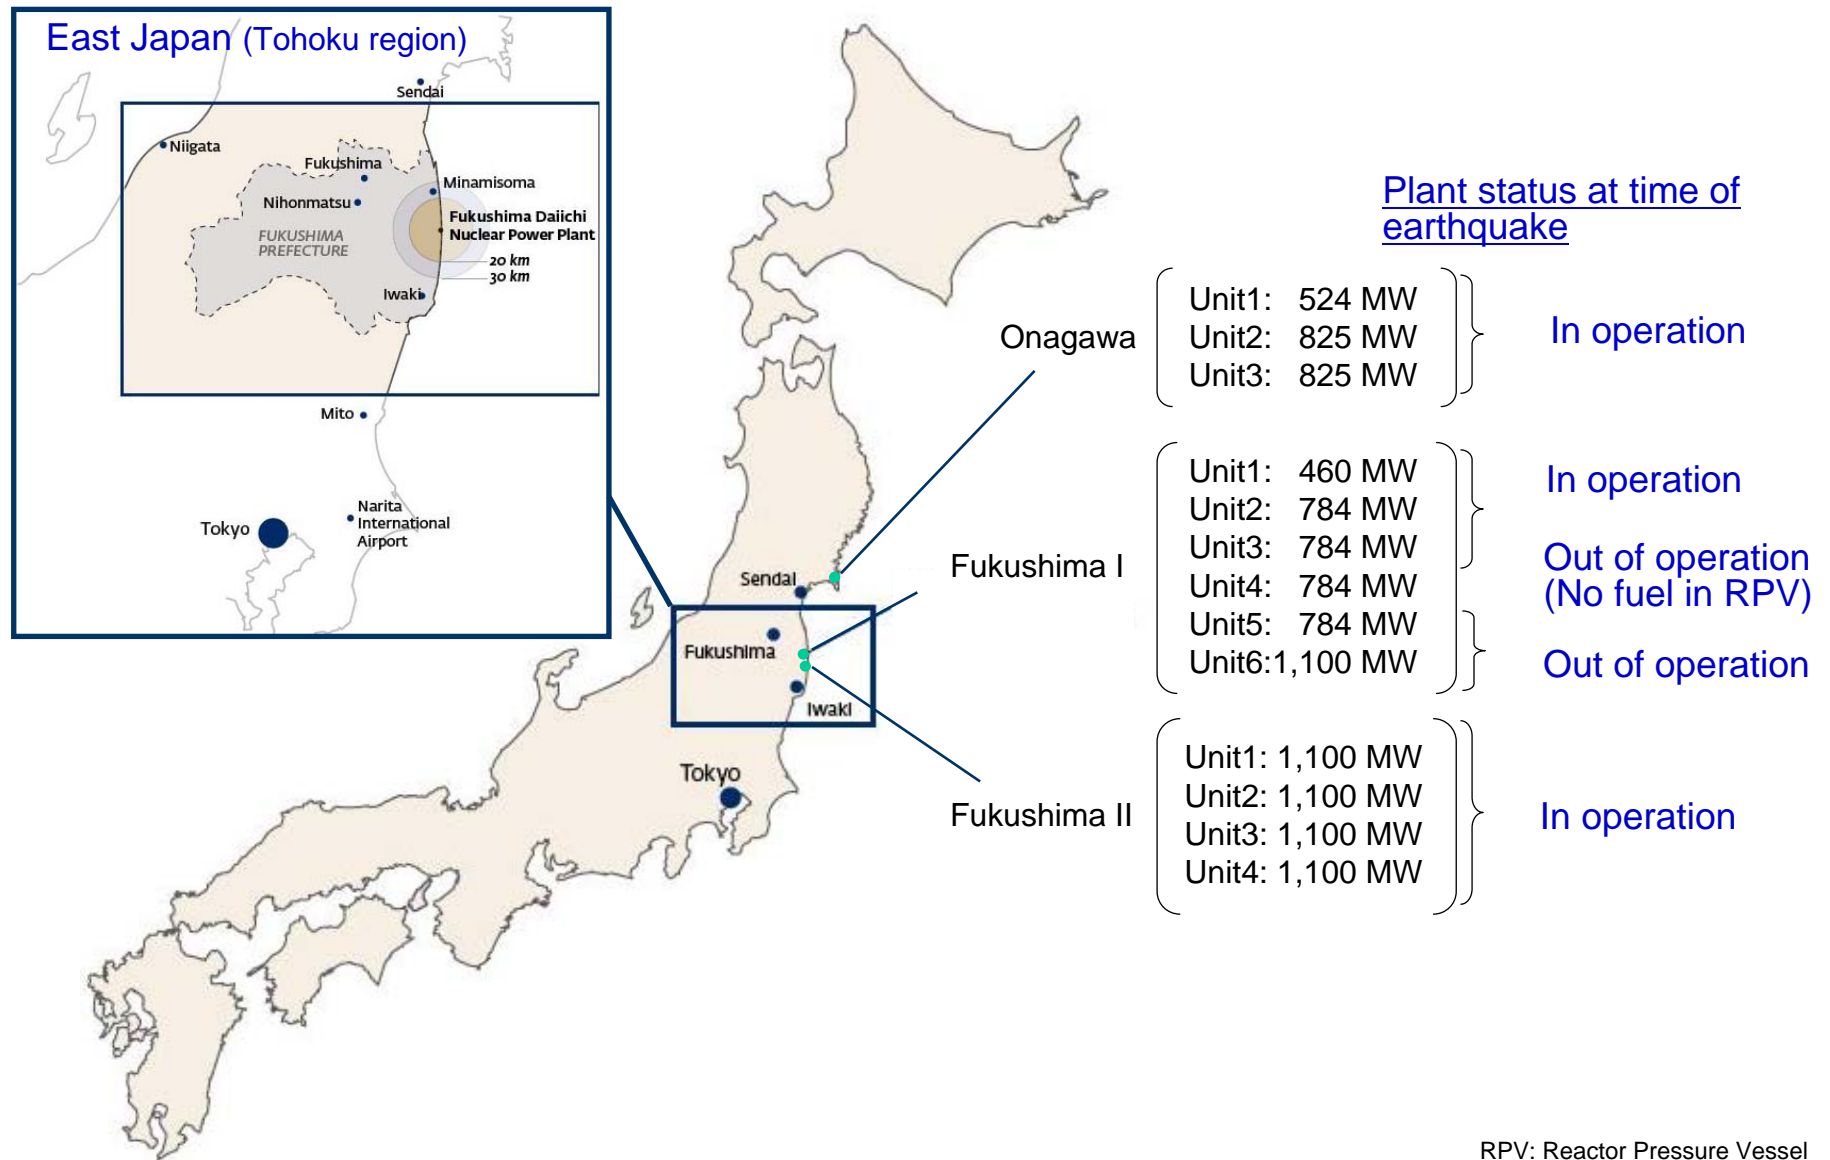 East Japan (Tohoku region)
Sendai
Niigata
Fukushima
Minamisoma
Nihonmatsu
Fukushima Daiichi
Nuclear Power Plant
FUKUSHIMA
PREFECTURE
20 km
30 km
Iwaki
Mito
Narita
International
Airport
Tokyo
Sendai
Fukushima
Iwaki
Tokyo
Plant status at time of
earthquake
Onagawa
Unit1: 524 MW
Unit2: 825 MW
Unit3: 825 MW
In operation
Fukushima I
Unit1: 460 MW
Unit2: 784 MW
Unit3: 784 MW
Unit4: 784 MW
Unit5: 784 MW
Unit6:1,100 MW
In operation
Out of operation
(No fuel in RPV)
Out of operation
Fukushima II
Unit1: 1,100 MW
Unit2: 1,100 MW
Unit3: 1,100 MW
Unit4: 1,100 MW
In operation
RPV: Reactor Pressure Vessel